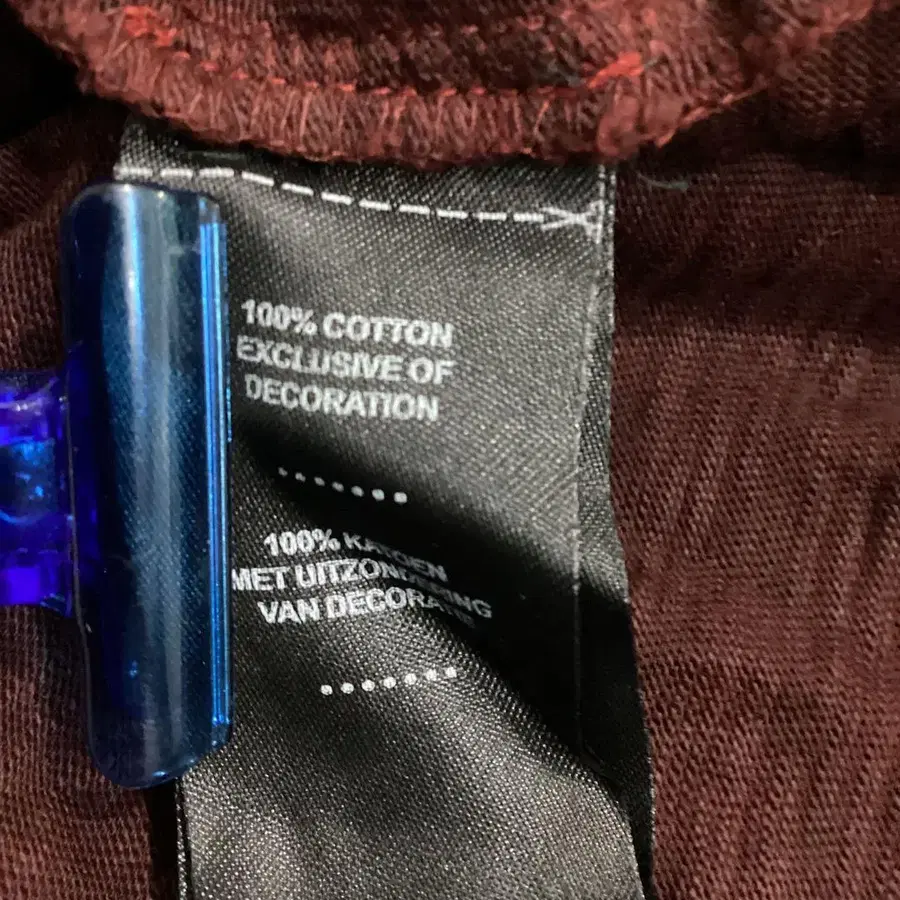 100% COTTON
EXCLUSIVE OF
DECORATION
100% KATOEN
MET UITZONDERING
VAN DECORATIE